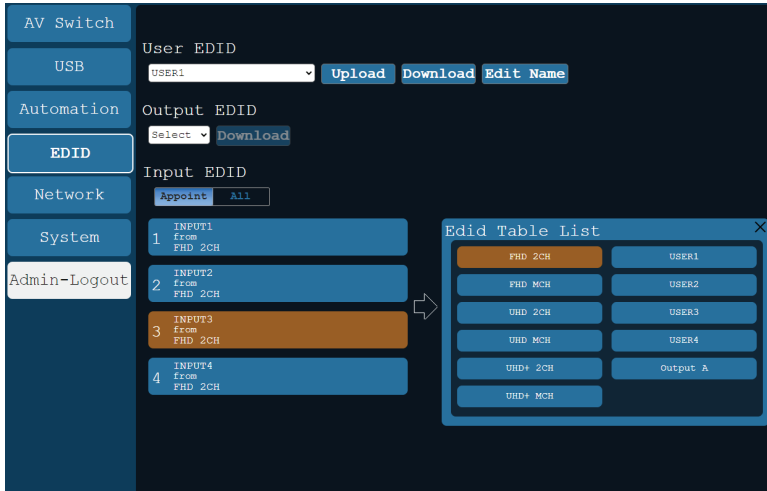 AV Switch
USB
Automation
EDID
Network
System
Admin-Logout
User EDID
USER1
Upload Download Edit Name
Output EDID
Select Download
Input EDID
Appoint All
1 INPUT1
from
FHD 2CH
2 INPUT2
from
FHD 2CH
3 INPUT3
from
FHD 2CH
4 INPUT4
from
FHD 2CH
Edid Table List
FHD 2CH USER1
FHD MCH USER2
UHD 2CH USER3
UHD MCH USER4
UHD+ 2CH Output A
UHD+ MCH